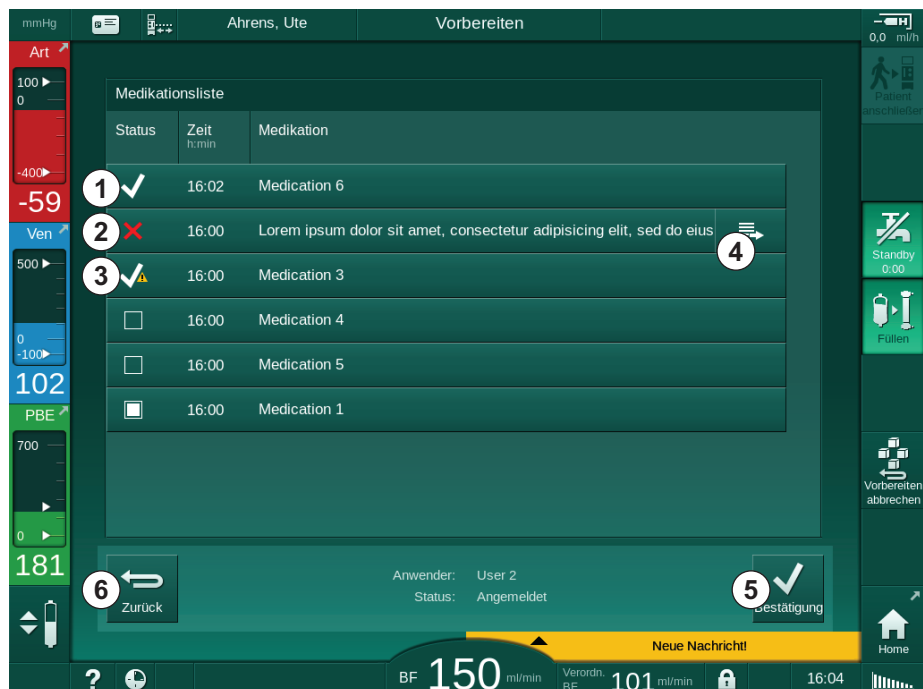 mmHg
Ahrens, Ute
Vorbereiten
0,0 ml/h
Art
100
0
-400
-59
Ven
500
0
-100
102
PBE
700
0
181
Medikationsliste
Status Zeit Medikation
h:min
1 16:02 Medication 6
2 16:00 Lorem ipsum dolor sit amet, consectetur adipisicing elit, sed do eius
4
3 16:00 Medication 3
16:00 Medication 4
16:00 Medication 5
16:00 Medication 1
Anwender: User 2
Status: Angemeldet
6 Zurück
5 Bestätigung
Patient
anschließen
Standby
0:00
Füllen
Vorbereiten
abbrechen
Home
Neue Nachricht!
? BF 150 ml/min Verordn. BF 101 ml/min 16:04